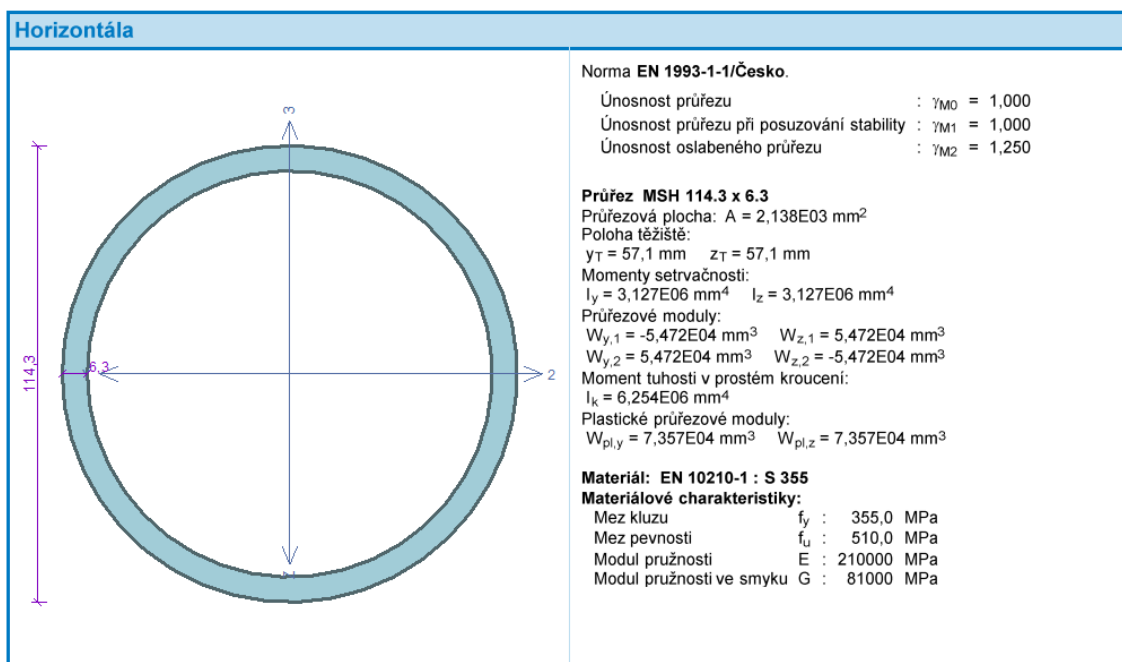 Horizontála
3
114,3
6,3
2
Norma EN 1993-1-1/Česko.
Únosnost průřezu : γM0 = 1,000
Únosnost průřezu při posuzování stability : γM1 = 1,000
Únosnost oslabeného průřezu : γM2 = 1,250
Průřez MSH 114.3 x 6.3
Průřezová plocha: A = 2,138E03 mm²
Poloha těžiště:
yT = 57,1 mm zT = 57,1 mm
Momenty setrvačnosti:
Iy = 3,127E06 mm⁴ Iz = 3,127E06 mm⁴
Průřezové moduly:
Wy,1 = -5,472E04 mm³ Wz,1 = 5,472E04 mm³
Wy,2 = 5,472E04 mm³ Wz,2 = -5,472E04 mm³
Moment tuhosti v prostém kroucení:
Ik = 6,254E06 mm⁴
Plastické průřezové moduly:
Wpl,y = 7,357E04 mm³ Wpl,z = 7,357E04 mm³
Materiál: EN 10210-1 : S 355
Materiálové charakteristiky:
Mez kluzu fy : 355,0 MPa
Mez pevnosti fu : 510,0 MPa
Modul pružnosti E : 210000 MPa
Modul pružnosti ve smyku G : 81000 MPa